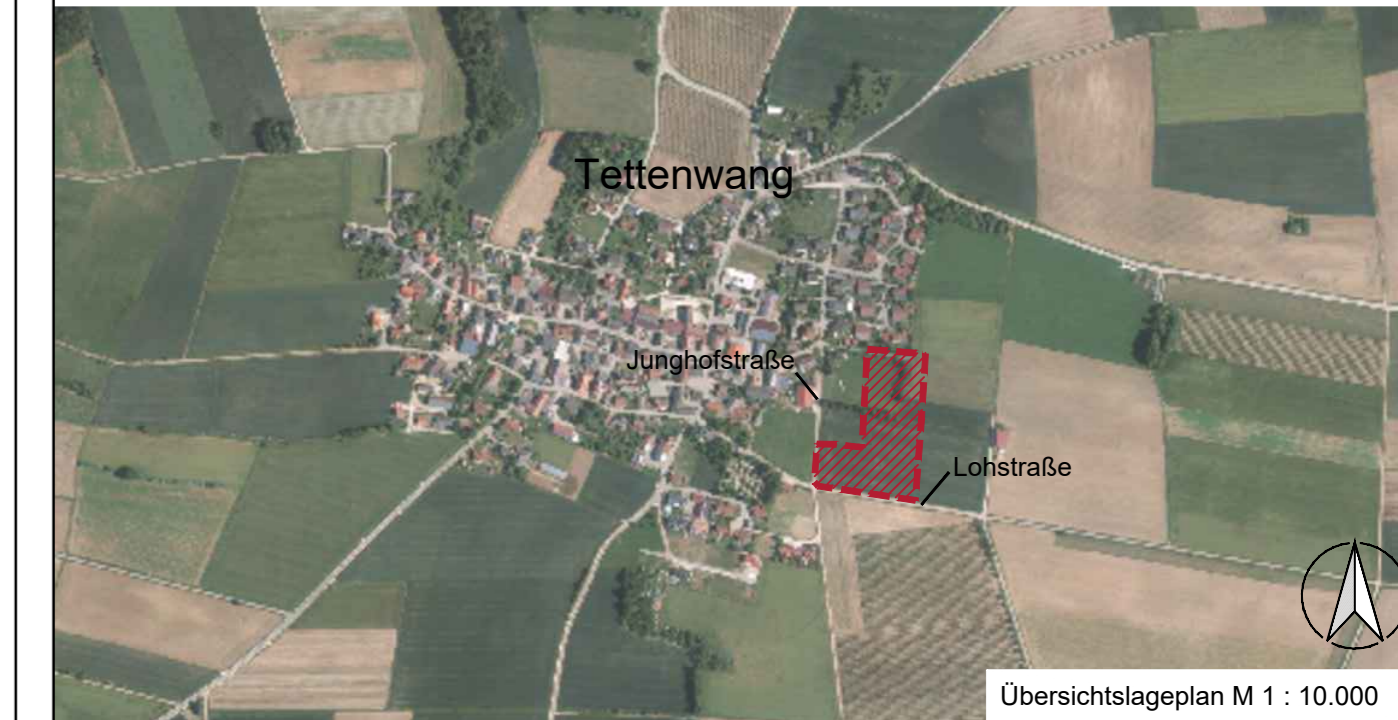 Tettenwang
Junghofstraße
Lohstraße
Übersichtslageplan M 1 : 10.000